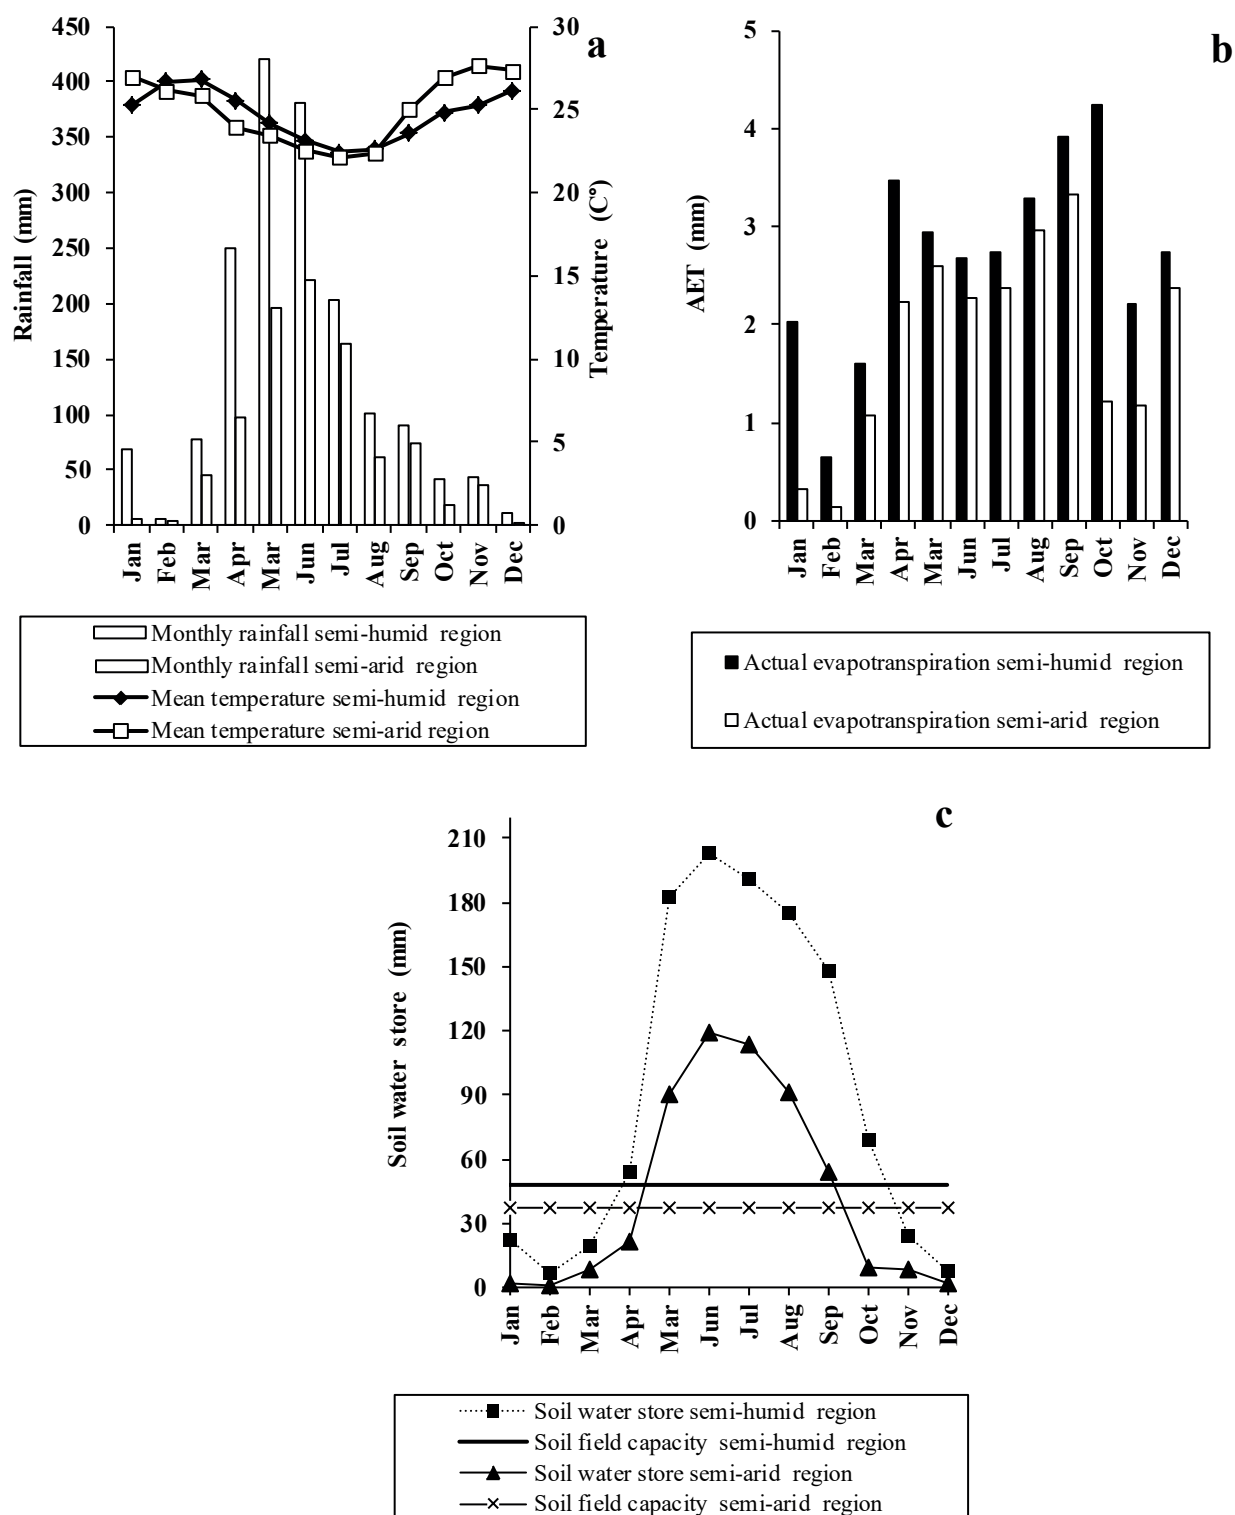 a
450
400
350
300
250
200
150
100
50
0
Rainfall (mm)
30
25
20
15
10
5
0
Temperature (C°)
Jan
Feb
Mar
Apr
Mar
Jun
Jul
Aug
Sep
Oct
Nov
Dec
Monthly rainfall semi-humid region
Monthly rainfall semi-arid region
Mean temperature semi-humid region
Mean temperature semi-arid region
b
5
4
3
2
1
0
AET (mm)
Jan
Feb
Mar
Apr
Mar
Jun
Jul
Aug
Sep
Oct
Nov
Dec
Actual evapotranspiration semi-humid region
Actual evapotranspiration semi-arid region
c
210
180
150
120
90
60
30
0
Soil water store (mm)
Jan
Feb
Mar
Apr
Mar
Jun
Jul
Aug
Sep
Oct
Nov
Dec
Soil water store semi-humid region
Soil field capacity semi-humid region
Soil water store semi-arid region
Soil field capacity semi-arid region